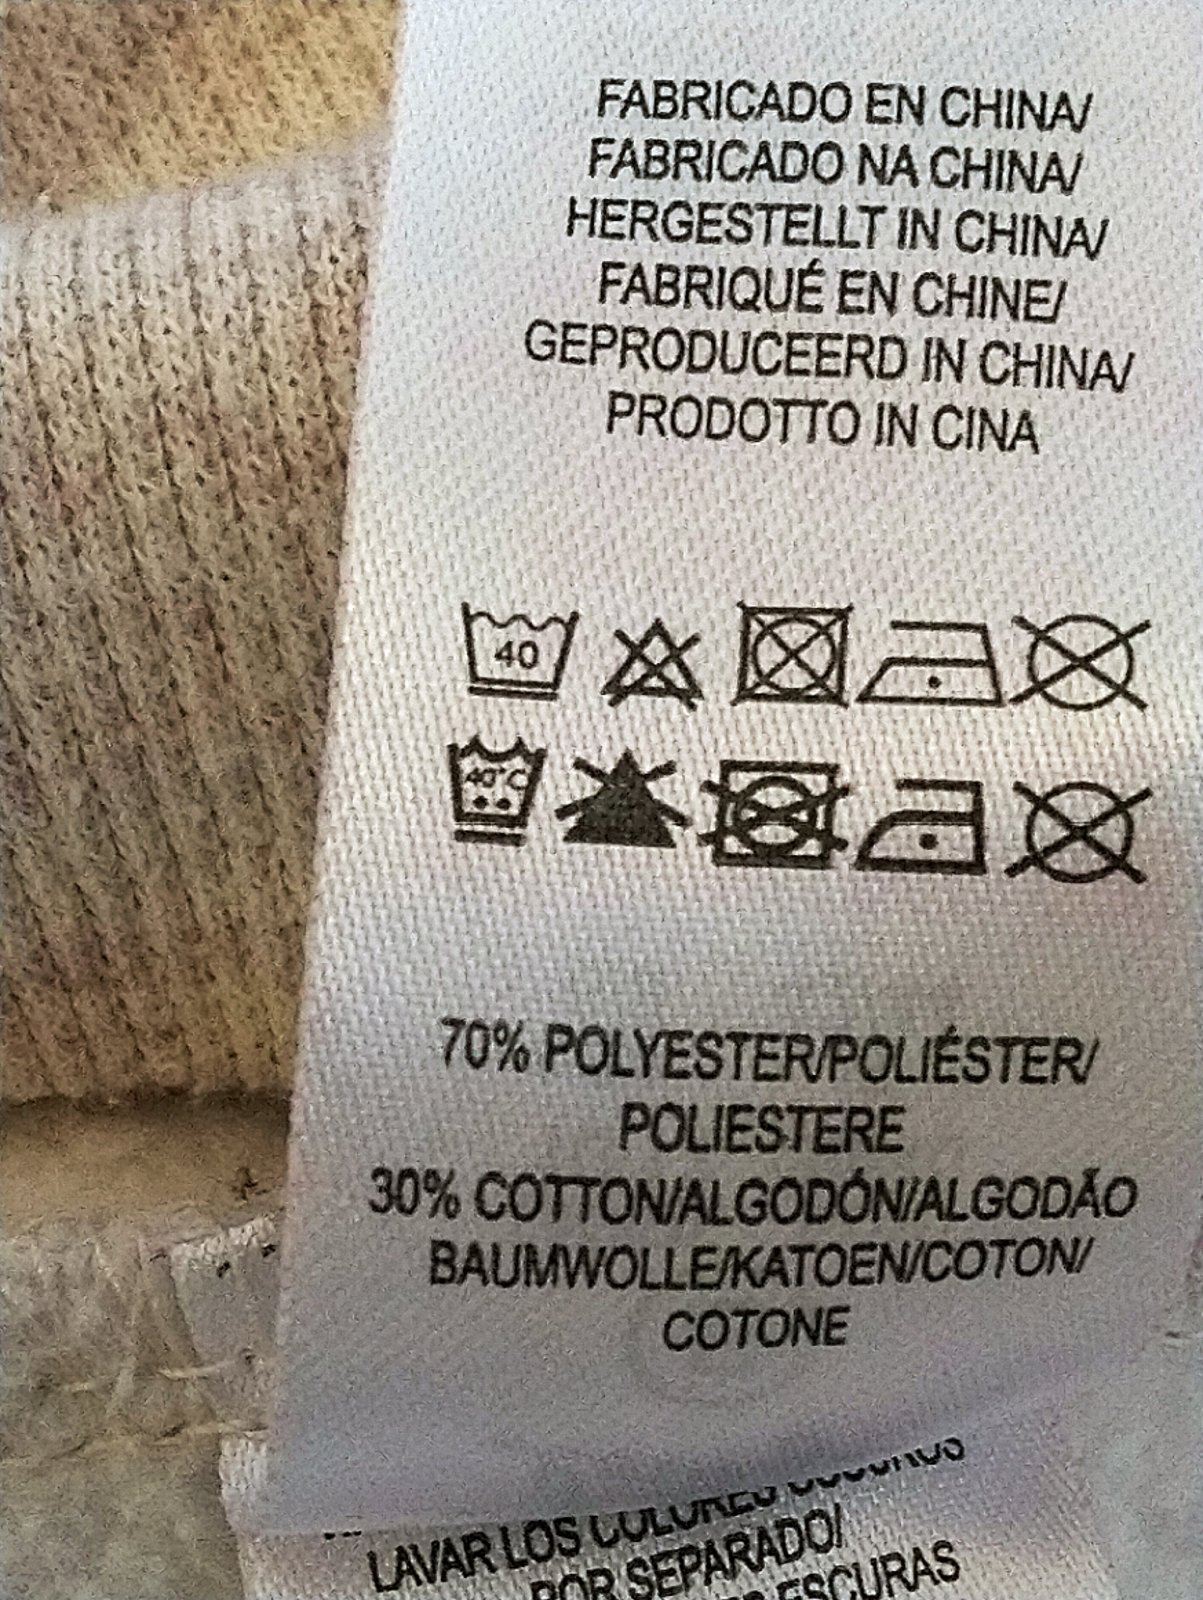 FABRICADO EN CHINA/
FABRICADO NA CHINA/
HERGESTELLT IN CHINA/
FABRIQUÉ EN CHINE/
GEPRODUCEERD IN CHINA/
PRODOTTO IN CINA
40
40°C
70% POLYESTER/POLIÉSTER/
POLIESTERE
30% COTTON/ALGODÓN/ALGODÃO
BAUMWOLLE/KATOEN/COTON/
COTONE
LAVAR LOS COLORES OSCUROS
POR SEPARADO/
ESCURAS